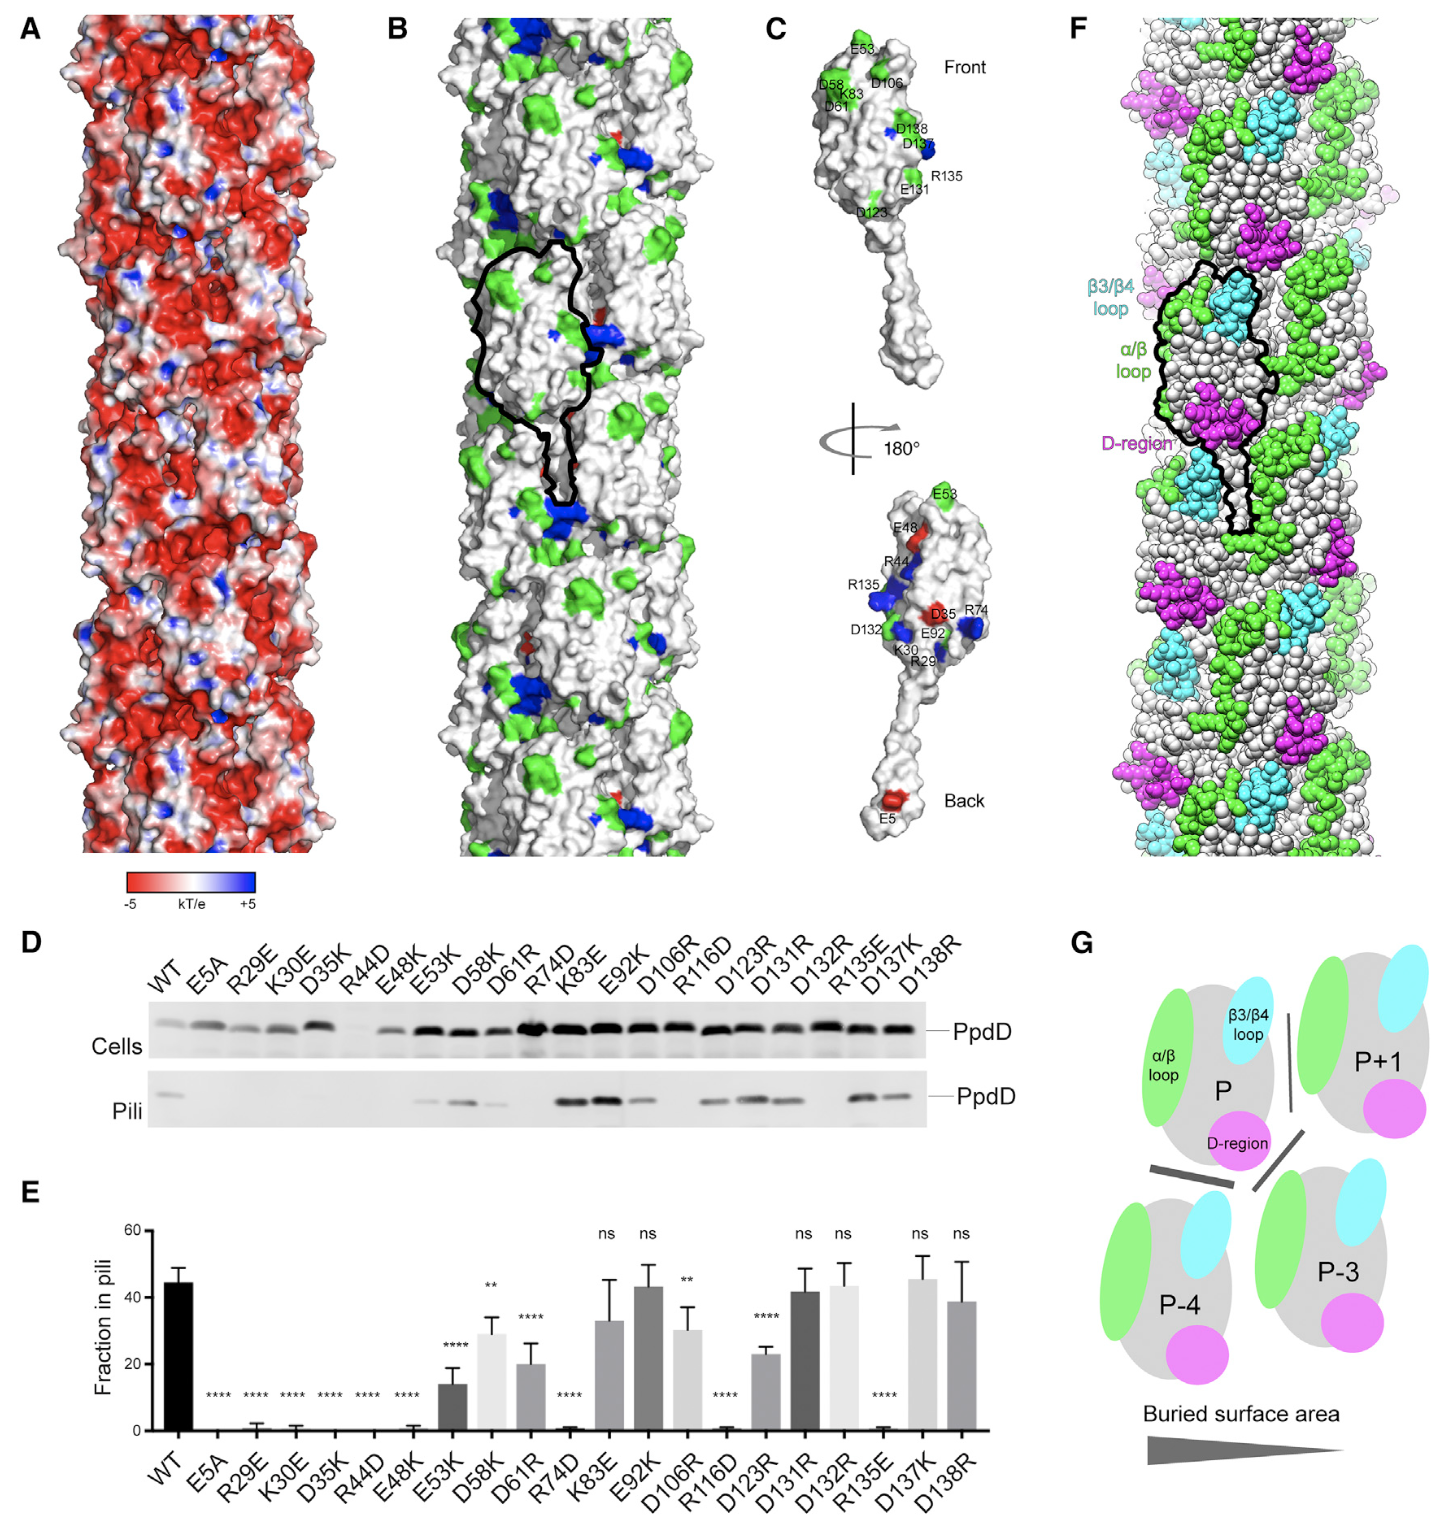 A
B
C
F
E53
Front
D58
D106
K83
D61
D138
D137
R135
E131
D123
β3/β4
loop
α/β
loop
D-region
180°
E53
E48
R44
R135
D35
R74
D132
E92
K30
R29
Back
E5
-5
kT/e
+5
D
WT
E5A
R29E
K30E
D35K
R44D
E48K
E53K
D58K
D61R
R74D
K83E
E92K
D106R
R116D
D123R
D131R
D132R
R135E
D137K
D138R
Cells
PpdD
Pili
PpdD
G
β3/β4
loop
α/β
loop
P
D-region
P+1
P-4
P-3
Buried surface area
E
Fraction in pili
60
40
20
0
****
****
****
****
****
****
****
**
****
****
ns
ns
**
****
****
ns
ns
****
ns
ns
WT
E5A
R29E
K30E
D35K
R44D
E48K
E53K
D58K
D61R
R74D
K83E
E92K
D106R
R116D
D123R
D131R
D132R
R135E
D137K
D138R